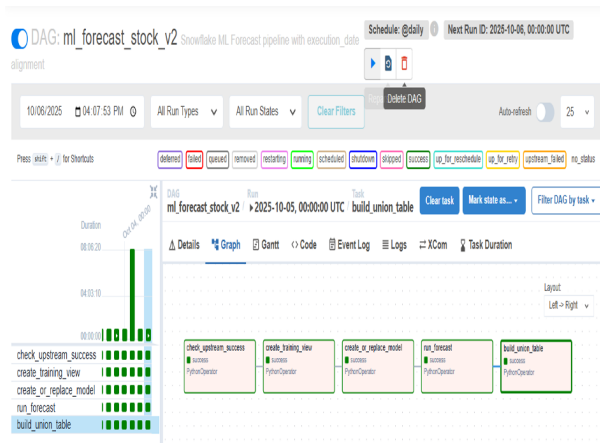 DAG: ml_forecast_stock_v2 Snowflake ML Forecast pipeline with execution_date alignment
Schedule: @daily
Next Run ID: 2025-10-06, 00:00:00 UTC
Delete DAG
10/06/2025 04:07:53 PM
All Run Types
All Run States
Clear Filters
Auto-refresh
25
Press shift + / for Shortcuts
deferred failed queued removed restarting running scheduled shutdown skipped success up_for_reschedule up_for_retry upstream_failed no_status
DAG
ml_forecast_stock_v2 /
Run
2025-10-05, 00:00:00 UTC /
Task
build_union_table
Clear task
Mark state as...
Filter DAG by task
Details
Graph
Gantt
Code
Event Log
Logs
XCom
Task Duration
Oct 04, 00:00
Duration
08:06:20
04:03:10
00:00:00
check_upstream_success
create_training_view
create_or_replace_model
run_forecast
build_union_table
Layout:
Left -> Right
check_upstream_success
success
PythonOperator
create_training_view
success
PythonOperator
create_or_replace_model
success
PythonOperator
run_forecast
success
PythonOperator
build_union_table
success
PythonOperator